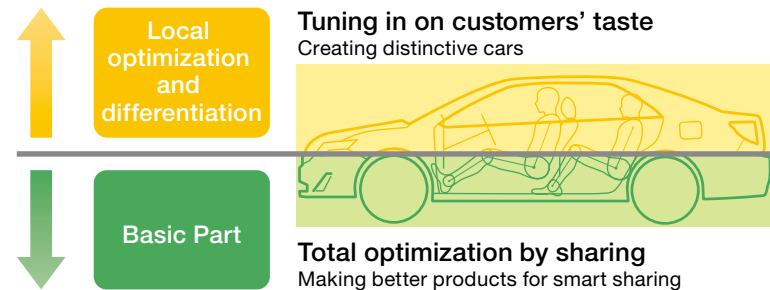 Local
optimization
and
differentiation
Tuning in on customers’ taste
Creating distinctive cars
Basic Part
Total optimization by sharing
Making better products for smart sharing